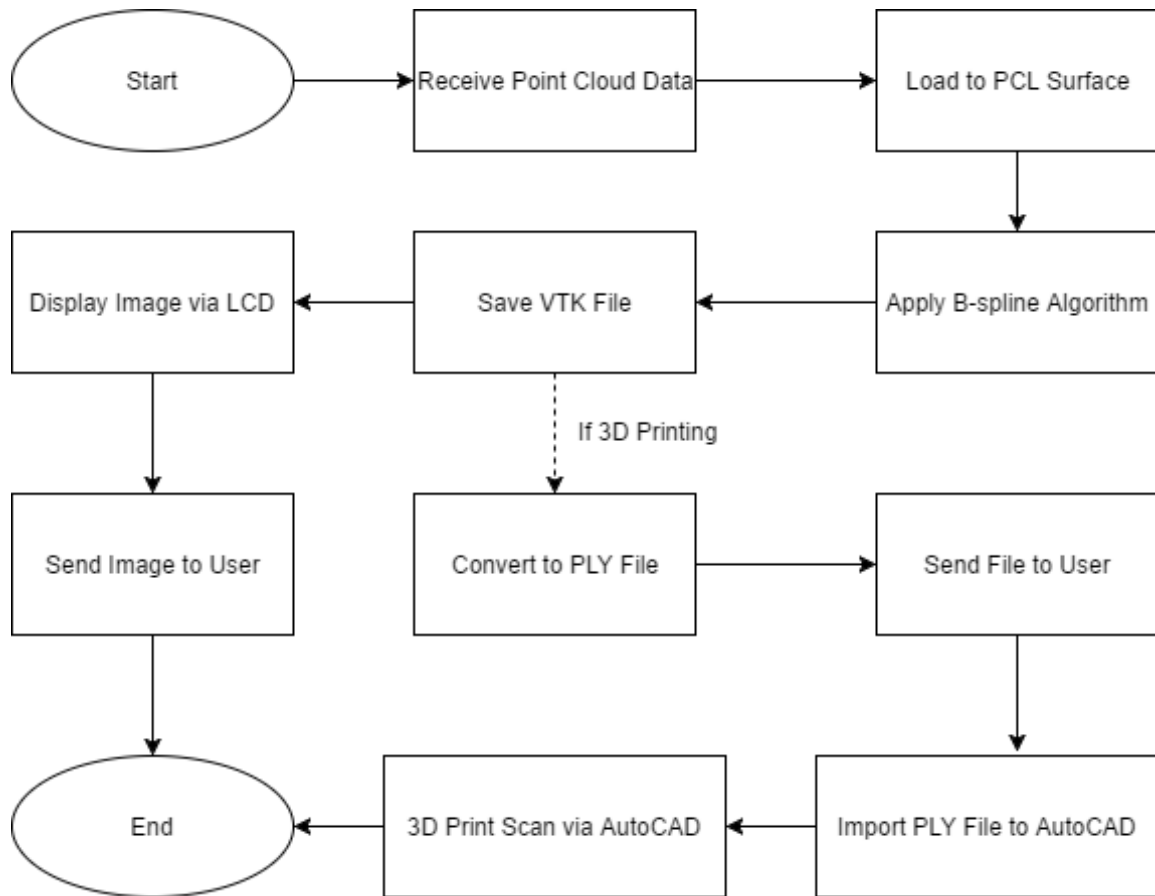 Start
Receive Point Cloud Data
Load to PCL Surface
Display Image via LCD
Save VTK File
Apply B-spline Algorithm
If 3D Printing
Send Image to User
Convert to PLY File
Send File to User
End
3D Print Scan via AutoCAD
Import PLY File to AutoCAD